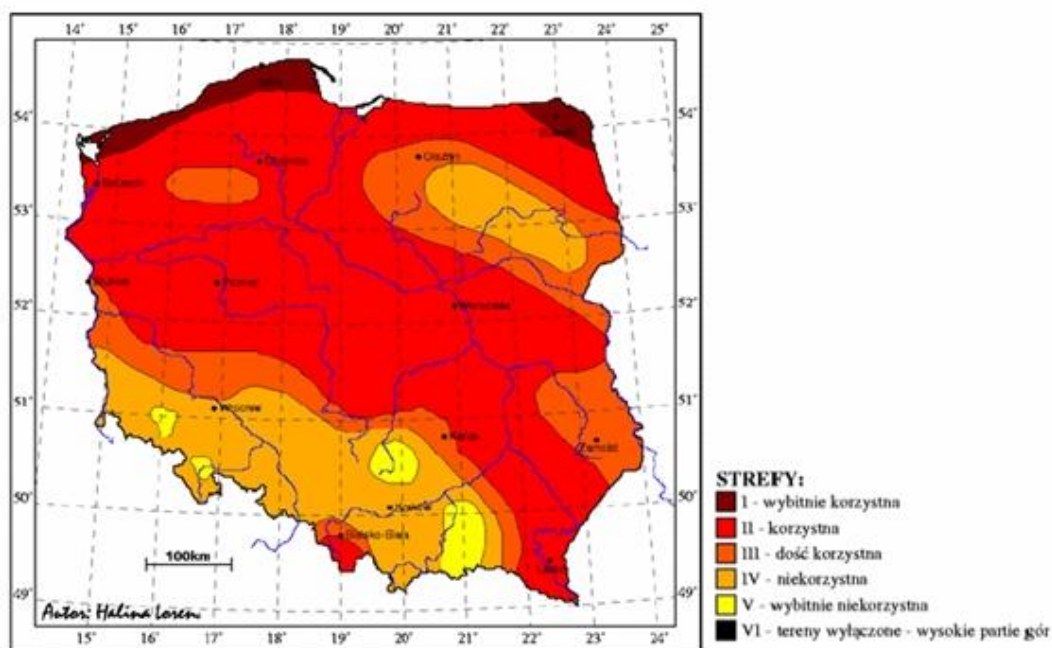 14° 15° 16° 17° 18° 19° 20° 21° 22° 23° 24° 25°
54° 54°
Olsztyn
53° 53°
Poznań
Warszawa
52° 52°
51° 51°
Wrocław
Kielce
Zamość
50° 50°
Kraków
Bielsko-Biała
100km
49° 49°
Autor: Halina Lorenc
15° 16° 17° 18° 19° 20° 21° 22° 23° 24°
STREFY:
I - wybitnie korzystna
II - korzystna
III - dość korzystna
IV - niekorzystna
V - wybitnie niekorzystna
VI - tereny wyłączone - wysokie partie gór